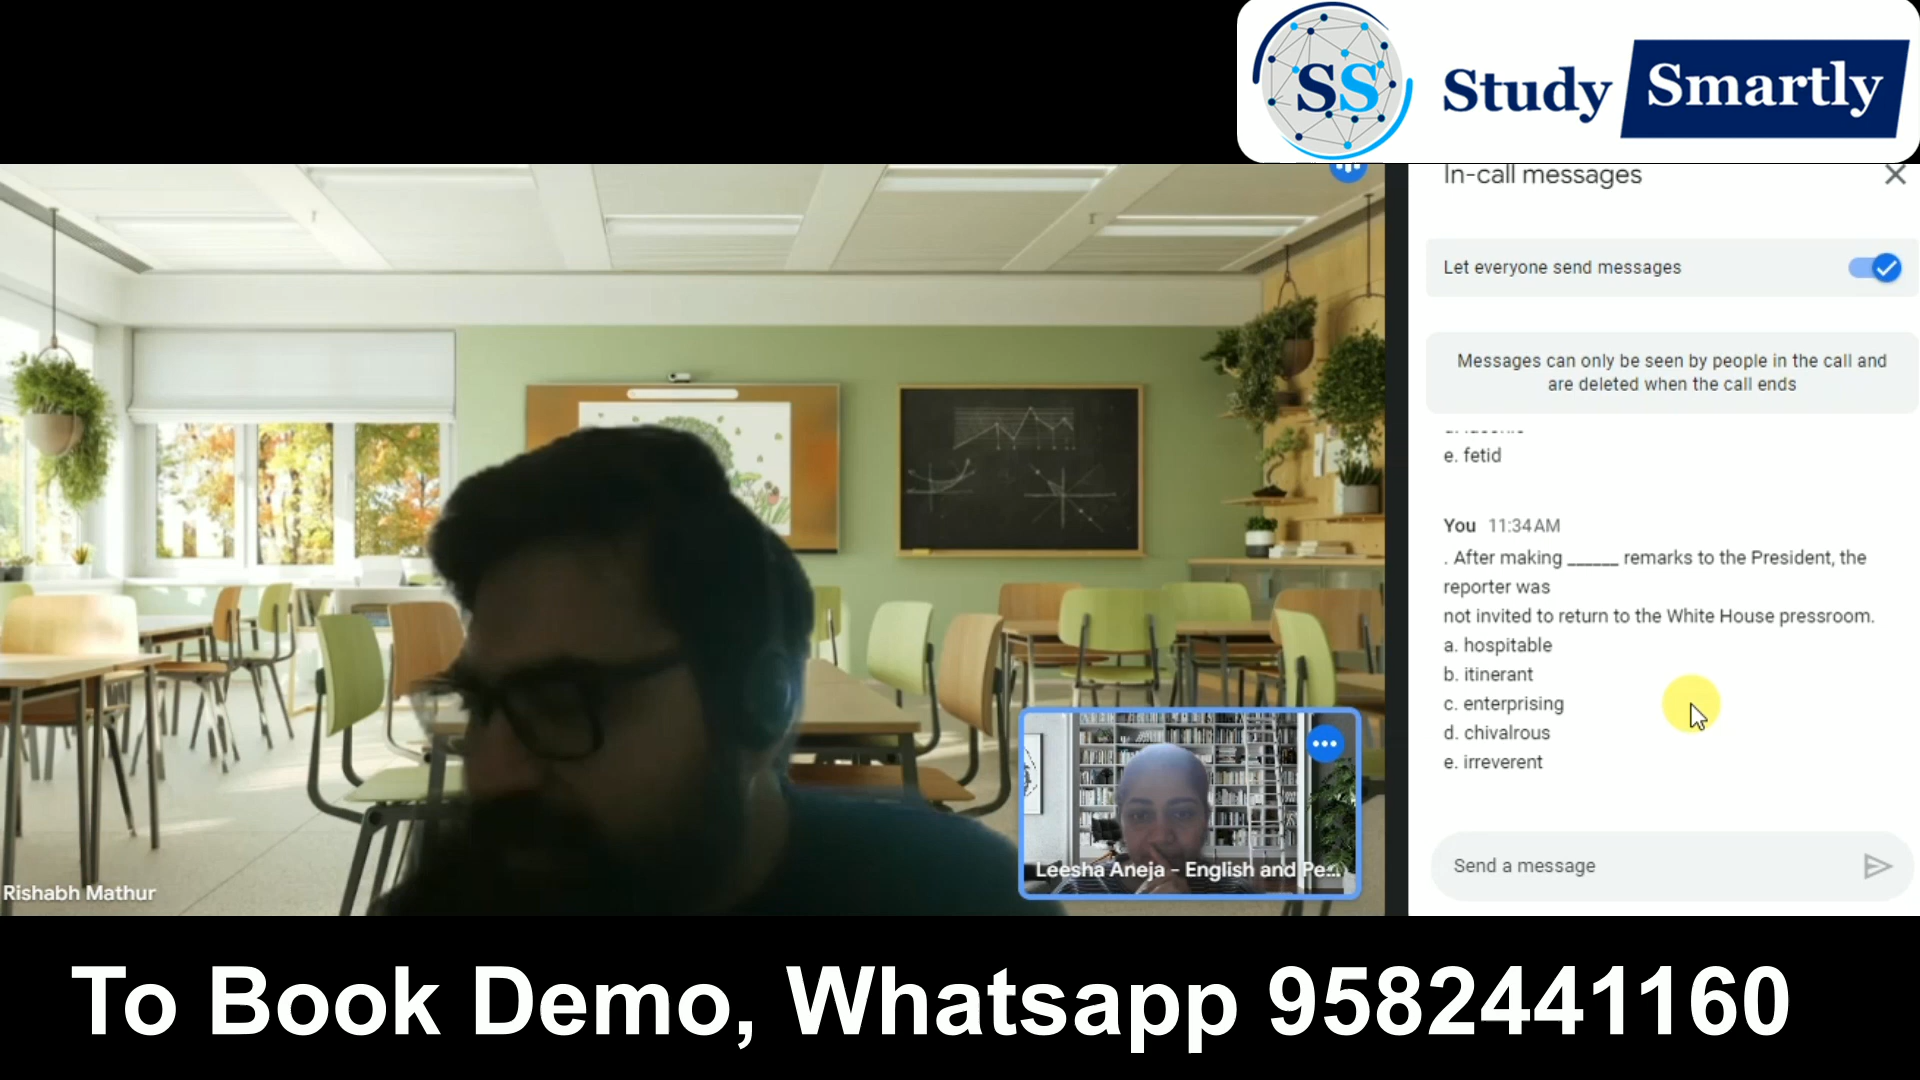 SS
Study Smartly
In-call messages
Let everyone send messages
Messages can only be seen by people in the call and
are deleted when the call ends
e. fetid
You 11:34 AM
. After making ______ remarks to the President, the
reporter was
not invited to return to the White House pressroom.
a. hospitable
b. itinerant
c. enterprising
d. chivalrous
e. irreverent
Send a message
Rishabh Mathur
Leesha Aneja - English and Pe...
To Book Demo, Whatsapp 9582441160